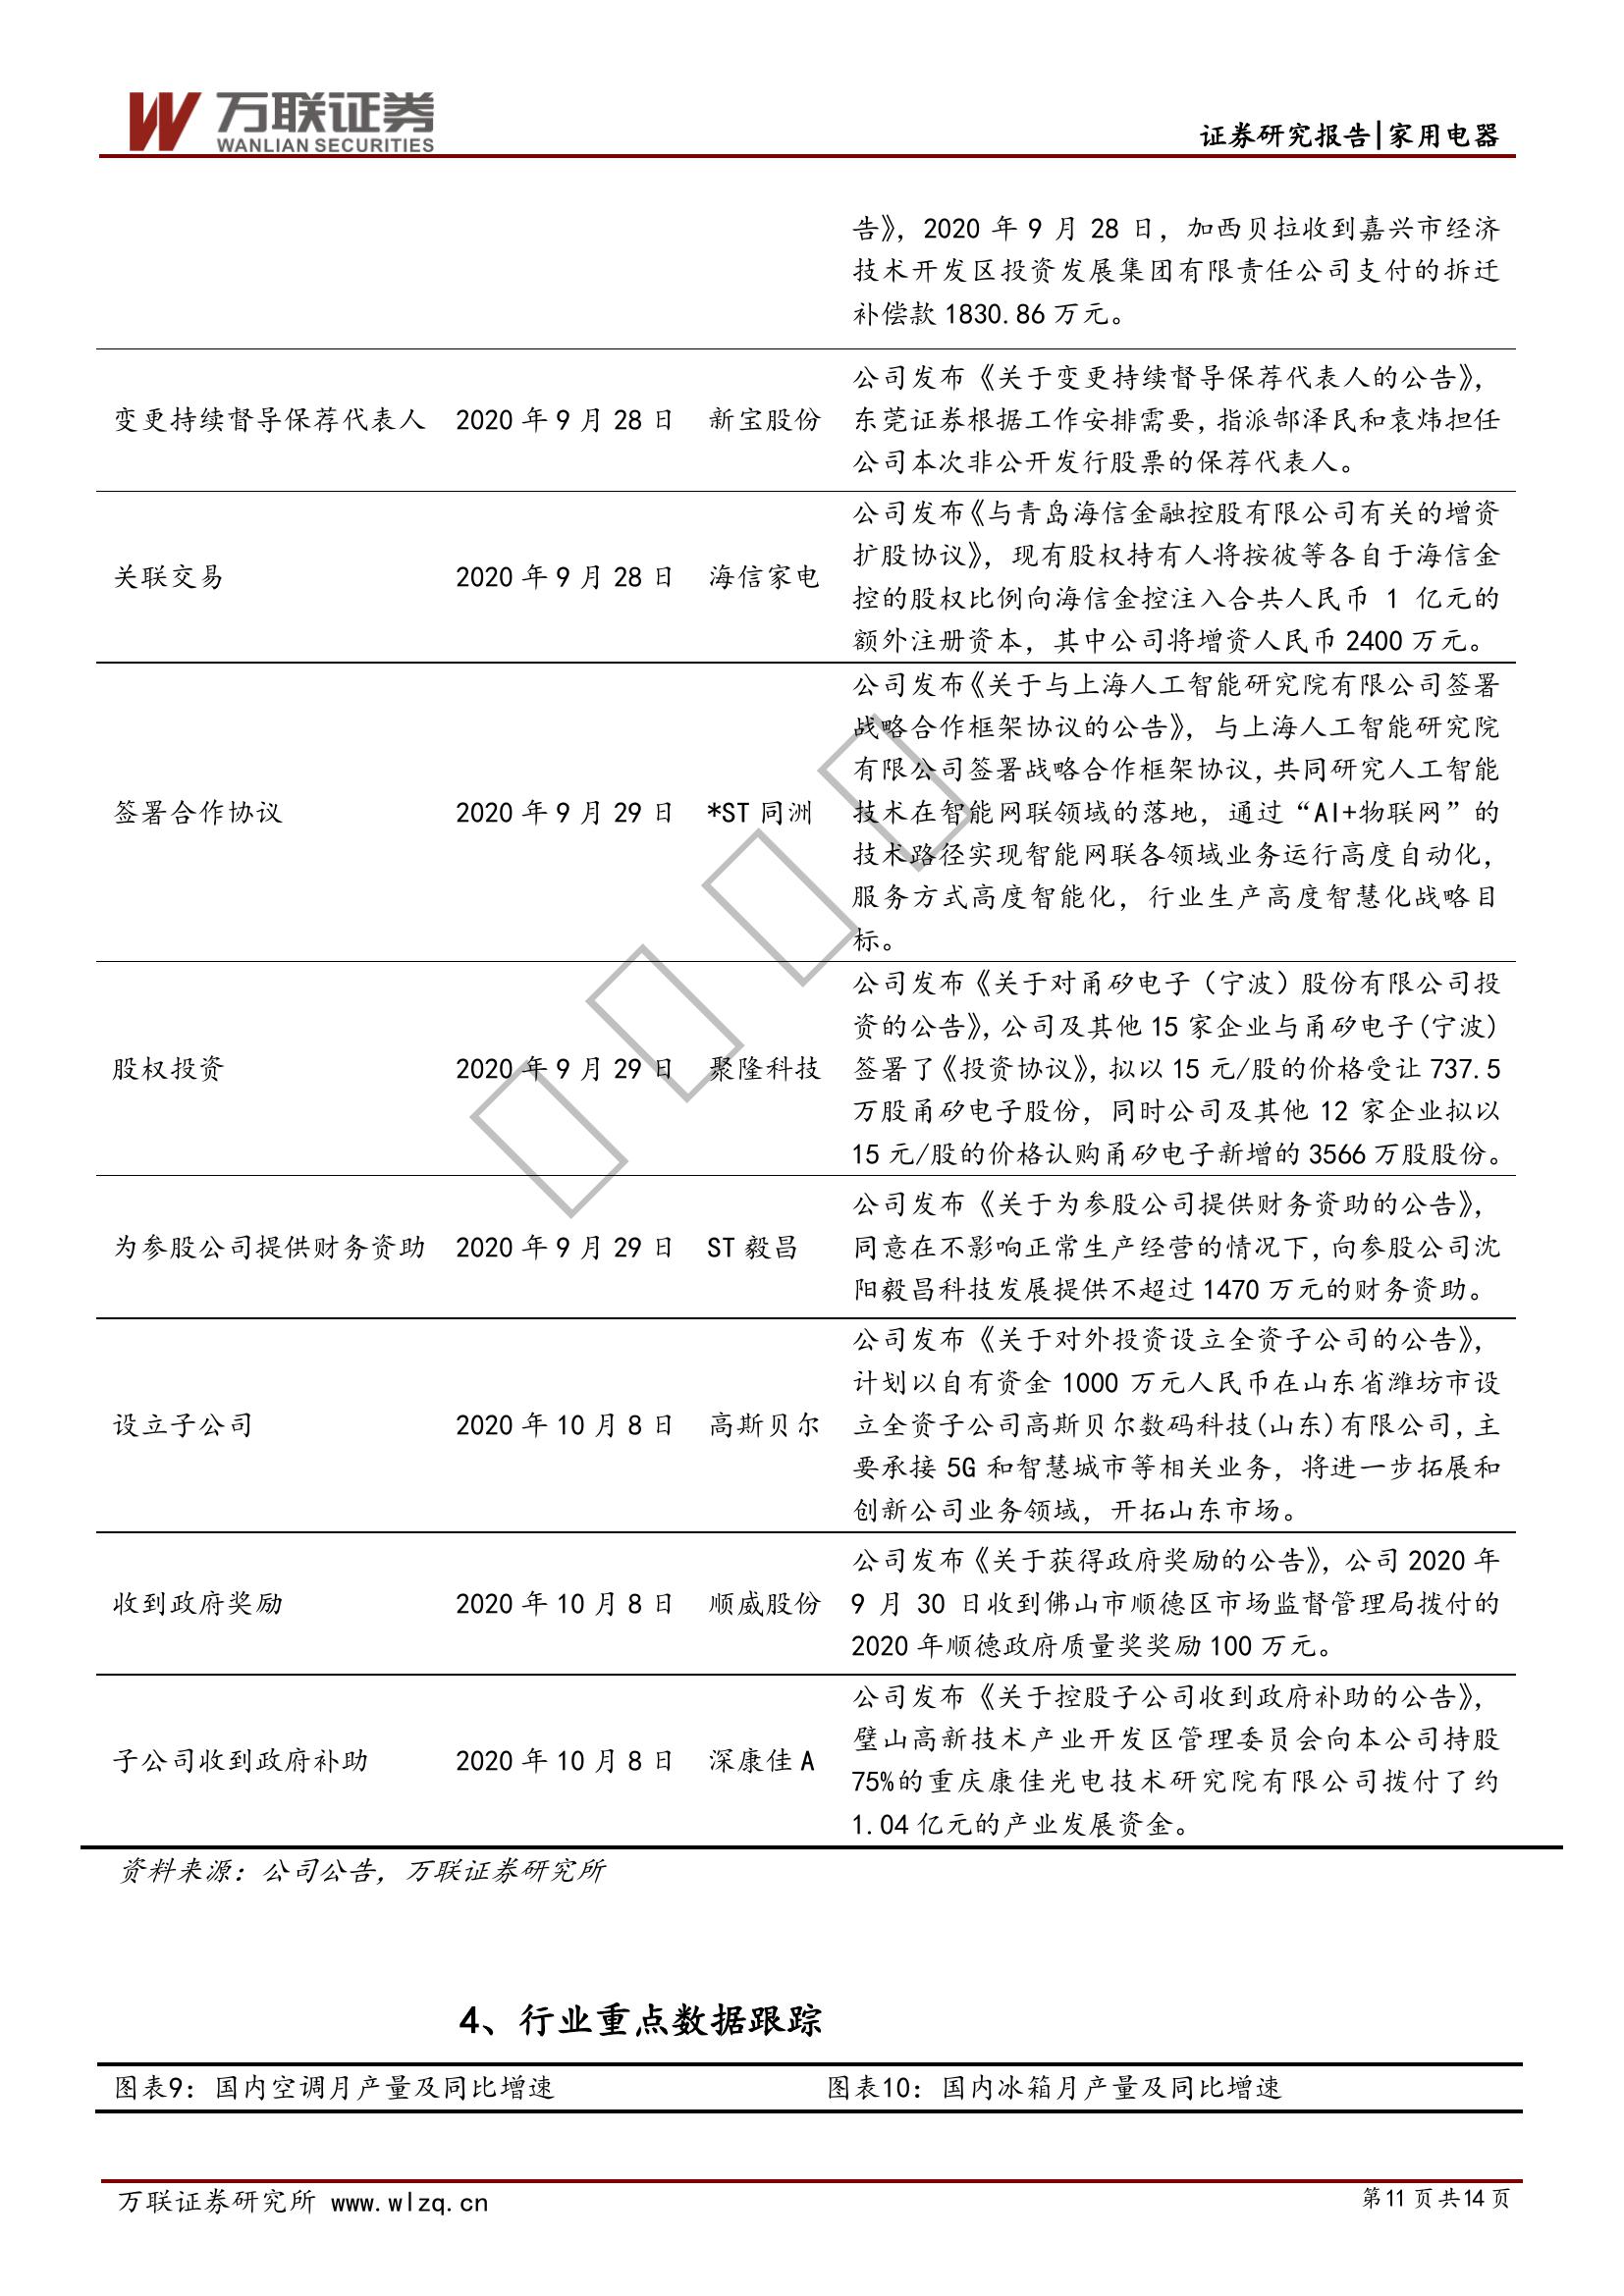 万联证券
WANLIAN SECURITIES
证券研究报告|家用电器
告》，2020 年 9 月 28 日，加西贝拉收到嘉兴市经济
技术开发区投资发展集团有限责任公司支付的拆迁
补偿款 1830.86 万元。
变更持续督导保荐代表人 2020 年 9 月 28 日 新宝股份
公司发布《关于变更持续督导保荐代表人的公告》，
东莞证券根据工作安排需要，指派郜泽民和袁炜担任
公司本次非公开发行股票的保荐代表人。
关联交易 2020 年 9 月 28 日 海信家电
公司发布《与青岛海信金融控股有限公司有关的增资
扩股协议》，现有股权持有人将按彼等各自于海信金
控的股权比例向海信金控注入合共人民币 1 亿元的
额外注册资本，其中公司将增资人民币 2400 万元。
签署合作协议 2020 年 9 月 29 日 *ST 同洲
公司发布《关于与上海人工智能研究院有限公司签署
战略合作框架协议的公告》，与上海人工智能研究院
有限公司签署战略合作框架协议，共同研究人工智能
技术在智能网联领域的落地，通过“AI+物联网”的
技术路径实现智能网联各领域业务运行高度自动化，
服务方式高度智能化，行业生产高度智慧化战略目
标。
股权投资 2020 年 9 月 29 日 聚隆科技
公司发布《关于对甬矽电子（宁波）股份有限公司投
资的公告》，公司及其他 15 家企业与甬矽电子(宁波)
签署了《投资协议》，拟以 15 元/股的价格受让 737.5
万股甬矽电子股份，同时公司及其他 12 家企业拟以
15 元/股的价格认购甬矽电子新增的 3566 万股股份。
为参股公司提供财务资助 2020 年 9 月 29 日 ST 毅昌
公司发布《关于为参股公司提供财务资助的公告》，
同意在不影响正常生产经营的情况下，向参股公司沈
阳毅昌科技发展提供不超过 1470 万元的财务资助。
设立子公司 2020 年 10 月 8 日 高斯贝尔
公司发布《关于对外投资设立全资子公司的公告》，
计划以自有资金 1000 万元人民币在山东省潍坊市设
立全资子公司高斯贝尔数码科技(山东)有限公司，主
要承接 5G 和智慧城市等相关业务，将进一步拓展和
创新公司业务领域，开拓山东市场。
收到政府奖励 2020 年 10 月 8 日 顺威股份
公司发布《关于获得政府奖励的公告》，公司 2020 年
9 月 30 日收到佛山市顺德区市场监督管理局拨付的
2020 年顺德政府质量奖奖励 100 万元。
子公司收到政府补助 2020 年 10 月 8 日 深康佳 A
公司发布《关于控股子公司收到政府补助的公告》，
璧山高新技术产业开发区管理委员会向本公司持股
75%的重庆康佳光电技术研究院有限公司拨付了约
1.04 亿元的产业发展资金。
资料来源：公司公告，万联证券研究所
4、行业重点数据跟踪
图表9：国内空调月产量及同比增速 图表10：国内冰箱月产量及同比增速
万联证券研究所 www.wlzq.cn 第11 页 共14 页